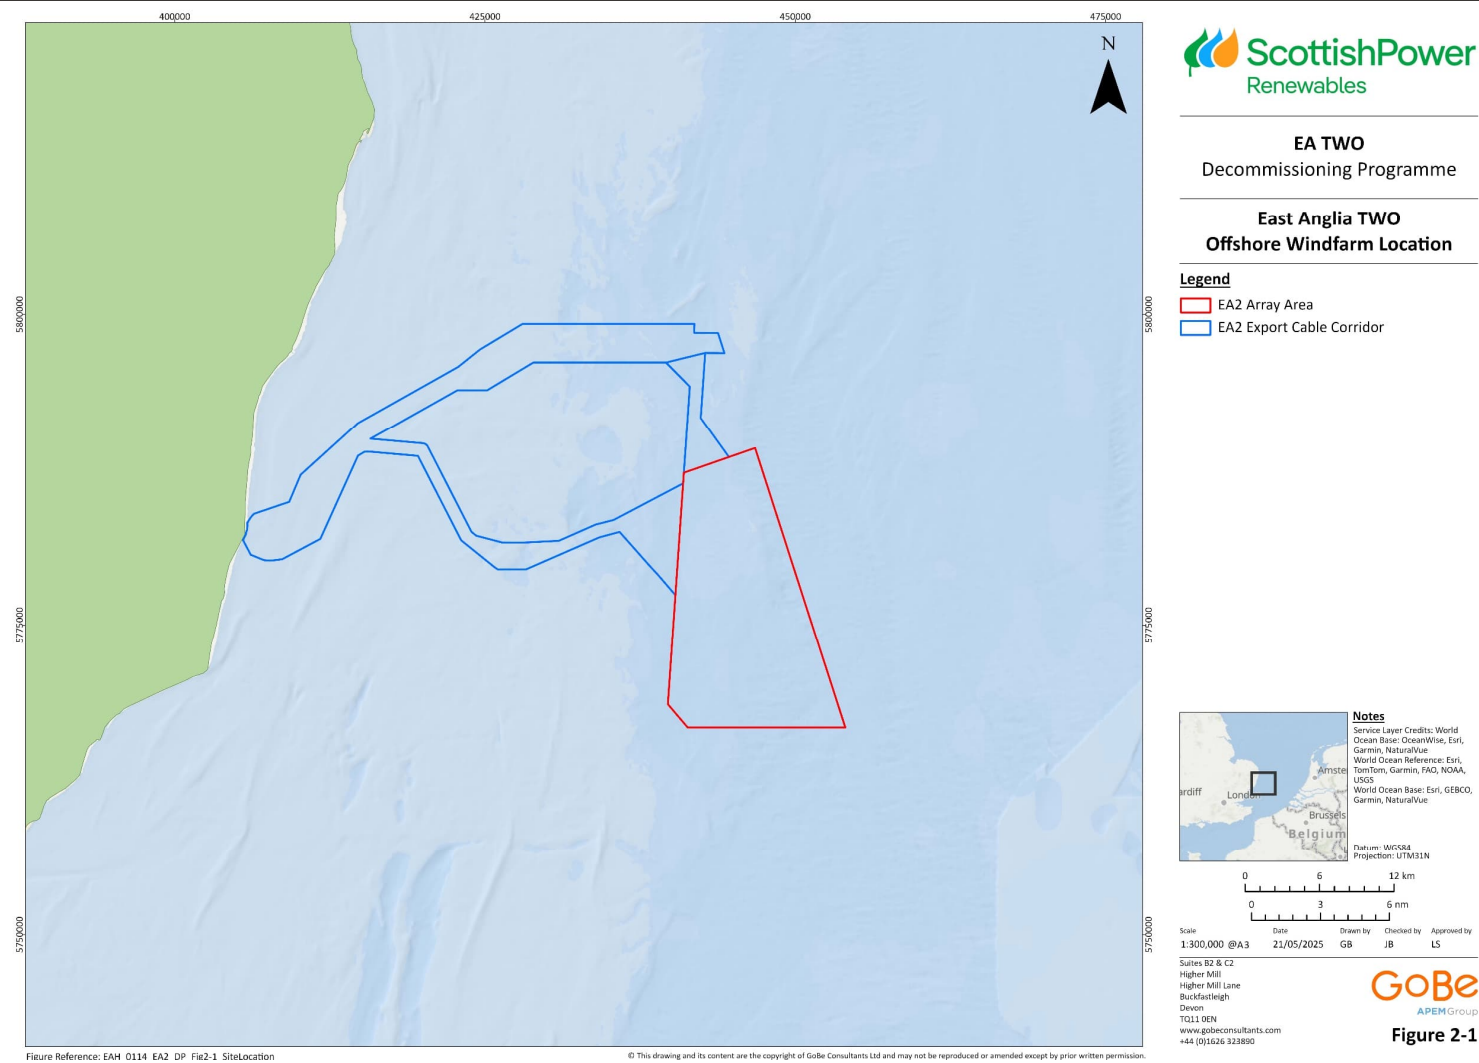 400000 425000 450000 475000
N
5800000 5800000
5775000 5775000
5750000 5750000
ScottishPower
Renewables
EA TWO
Decommissioning Programme
East Anglia TWO
Offshore Windfarm Location
Legend
EA2 Array Area
EA2 Export Cable Corridor
ardiff
London
Amste
Brussels
Belgium
Notes
Service Layer Credits: World
Ocean Base: OceanWise, Esri,
Garmin, NaturalVue
World Ocean Reference: Esri,
TomTom, Garmin, FAO, NOAA,
USGS
World Ocean Base: Esri, GEBCO,
Garmin, NaturalVue
Datum: WGS84
Projection: UTM31N
0 6 12 km
0 3 6 nm
Scale Date Drawn by Checked by Approved by
1:300,000 @A3 21/05/2025 GB JB LS
Suites B2 & C2
Higher Mill
Higher Mill Lane
Buckfastleigh
Devon
TQ11 0EN
www.gobeconsultants.com
+44 (0)1626 323890
GoBe
APEMGroup
Figure 2-1
Figure Reference: EAH_0114_EA2_DP_Fig2-1_SiteLocation
© This drawing and its content are the copyright of GoBe Consultants Ltd and may not be reproduced or amended except by prior written permission.